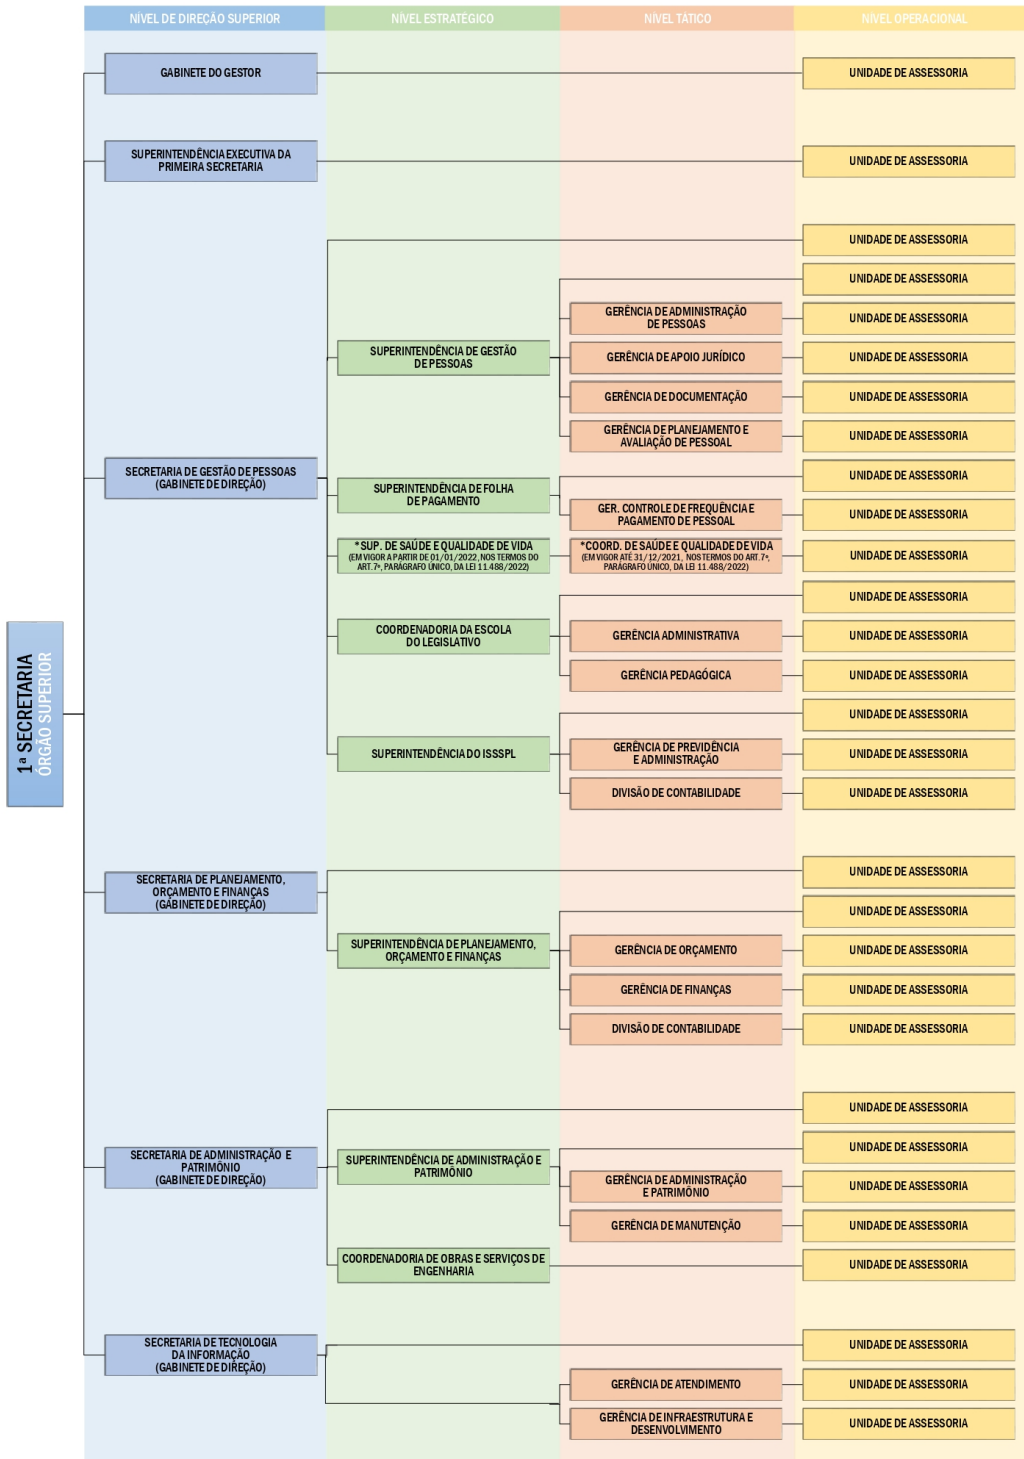 NÍVEL DE DIREÇÃO SUPERIOR
NÍVEL ESTRATÉGICO
NÍVEL TÁTICO
NÍVEL OPERACIONAL
1ª SECRETARIA
ÓRGÃO SUPERIOR
GABINETE DO GESTOR
UNIDADE DE ASSESSORIA
SUPERINTENDÊNCIA EXECUTIVA DA
PRIMEIRA SECRETARIA
UNIDADE DE ASSESSORIA
SECRETARIA DE GESTÃO DE PESSOAS
(GABINETE DE DIREÇÃO)
UNIDADE DE ASSESSORIA
SUPERINTENDÊNCIA DE GESTÃO
DE PESSOAS
UNIDADE DE ASSESSORIA
GERÊNCIA DE ADMINISTRAÇÃO
DE PESSOAS
UNIDADE DE ASSESSORIA
GERÊNCIA DE APOIO JURÍDICO
UNIDADE DE ASSESSORIA
GERÊNCIA DE DOCUMENTAÇÃO
UNIDADE DE ASSESSORIA
GERÊNCIA DE PLANEJAMENTO E
AVALIAÇÃO DE PESSOAL
UNIDADE DE ASSESSORIA
SUPERINTENDÊNCIA DE FOLHA
DE PAGAMENTO
UNIDADE DE ASSESSORIA
GER. CONTROLE DE FREQUÊNCIA E
PAGAMENTO DE PESSOAL
UNIDADE DE ASSESSORIA
*SUP. DE SAÚDE E QUALIDADE DE VIDA
(EM VIGOR A PARTIR DE 01/01/2022, NOS TERMOS DO
ART. 7º, PARÁGRAFO ÚNICO, DA LEI 11.488/2022)
*COORD. DE SAÚDE E QUALIDADE DE VIDA
(EM VIGOR ATÉ 31/12/2021, NOS TERMOS DO ART. 7º,
PARÁGRAFO ÚNICO, DA LEI 11.488/2022)
UNIDADE DE ASSESSORIA
COORDENADORIA DA ESCOLA
DO LEGISLATIVO
UNIDADE DE ASSESSORIA
GERÊNCIA ADMINISTRATIVA
UNIDADE DE ASSESSORIA
GERÊNCIA PEDAGÓGICA
UNIDADE DE ASSESSORIA
SUPERINTENDÊNCIA DO ISSSPL
UNIDADE DE ASSESSORIA
GERÊNCIA DE PREVIDÊNCIA
E ADMINISTRAÇÃO
UNIDADE DE ASSESSORIA
DIVISÃO DE CONTABILIDADE
UNIDADE DE ASSESSORIA
SECRETARIA DE PLANEJAMENTO,
ORÇAMENTO E FINANÇAS
(GABINETE DE DIREÇÃO)
UNIDADE DE ASSESSORIA
SUPERINTENDÊNCIA DE PLANEJAMENTO,
ORÇAMENTO E FINANÇAS
UNIDADE DE ASSESSORIA
GERÊNCIA DE ORÇAMENTO
UNIDADE DE ASSESSORIA
GERÊNCIA DE FINANÇAS
UNIDADE DE ASSESSORIA
DIVISÃO DE CONTABILIDADE
UNIDADE DE ASSESSORIA
SECRETARIA DE ADMINISTRAÇÃO E
PATRIMÔNIO
(GABINETE DE DIREÇÃO)
UNIDADE DE ASSESSORIA
SUPERINTENDÊNCIA DE ADMINISTRAÇÃO E
PATRIMÔNIO
UNIDADE DE ASSESSORIA
GERÊNCIA DE ADMINISTRAÇÃO
E PATRIMÔNIO
UNIDADE DE ASSESSORIA
GERÊNCIA DE MANUTENÇÃO
UNIDADE DE ASSESSORIA
COORDENADORIA DE OBRAS E SERVIÇOS DE
ENGENHARIA
UNIDADE DE ASSESSORIA
SECRETARIA DE TECNOLOGIA
DA INFORMAÇÃO
(GABINETE DE DIREÇÃO)
UNIDADE DE ASSESSORIA
GERÊNCIA DE ATENDIMENTO
UNIDADE DE ASSESSORIA
GERÊNCIA DE INFRAESTRUTURA E
DESENVOLVIMENTO
UNIDADE DE ASSESSORIA